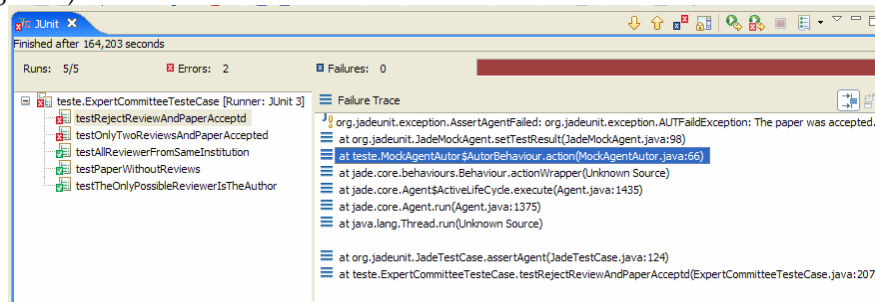 JUnit
Finished after 164,203 seconds
Runs: 5/5 Errors: 2 Failures: 0
teste.ExpertCommitteeTesteCase [Runner: JUnit 3]
testRejectReviewAndPaperAcceptd
testOnlyTwoReviewsAndPaperAccepted
testAllReviewerFromSameInstitution
testPaperWithoutReviews
testTheOnlyPossibleReviewerIsTheAuthor
Failure Trace
org.jadeunit.exception.AssertAgentFailed: org.jadeunit.exception.AUTFaildException: The paper was accepted.
at org.jadeunit.JadeMockAgent.setTestResult(JadeMockAgent.java:98)
at teste.MockAgentAutor$AutorBehaviour.action(MockAgentAutor.java:66)
at jade.core.behaviours.Behaviour.actionWrapper(Unknown Source)
at jade.core.Agent$ActiveLifeCycle.execute(Agent.java:1435)
at jade.core.Agent.run(Agent.java:1375)
at java.lang.Thread.run(Unknown Source)
at org.jadeunit.JadeTestCase.assertAgent(JadeTestCase.java:124)
at teste.ExpertCommitteeTesteCase.testRejectReviewAndPaperAcceptd(ExpertCommitteeTesteCase.java:207